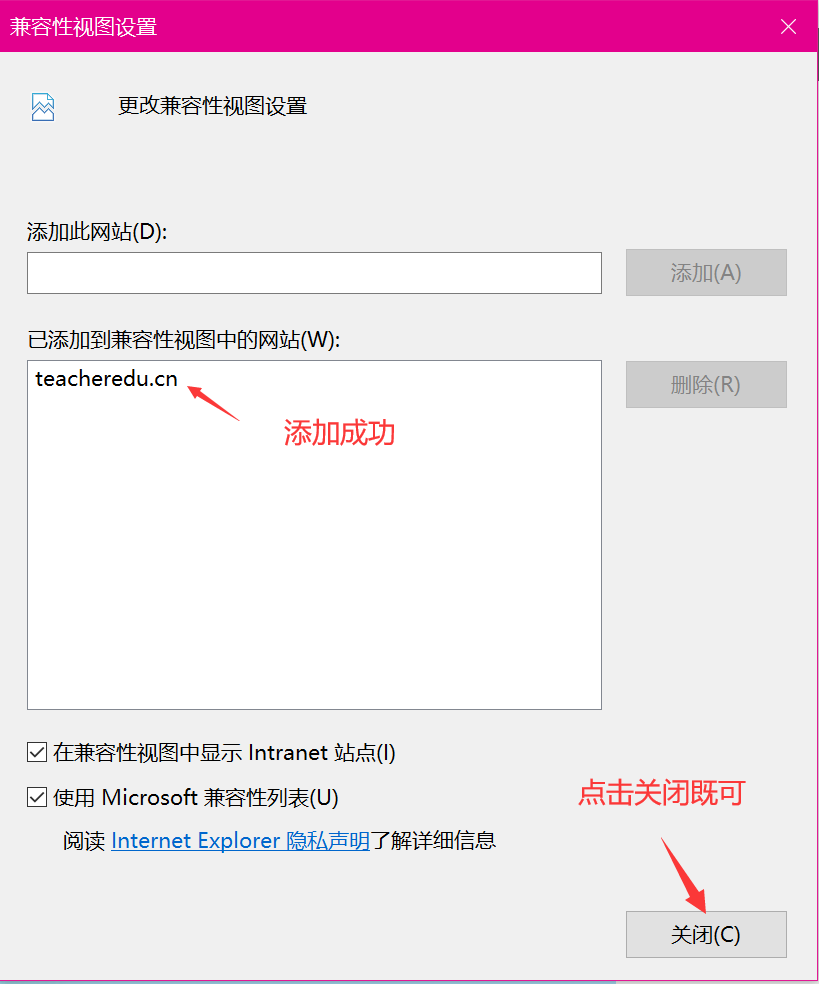 兼容性视图设置
更改兼容性视图设置
添加此网站(D):
添加(A)
已添加到兼容性视图中的网站(W):
teacheredu.cn
删除(R)
添加成功
在兼容性视图中显示 Intranet 站点(I)
使用 Microsoft 兼容性列表(U)
点击关闭既可
阅读 Internet Explorer 隐私声明了解详细信息
关闭(C)